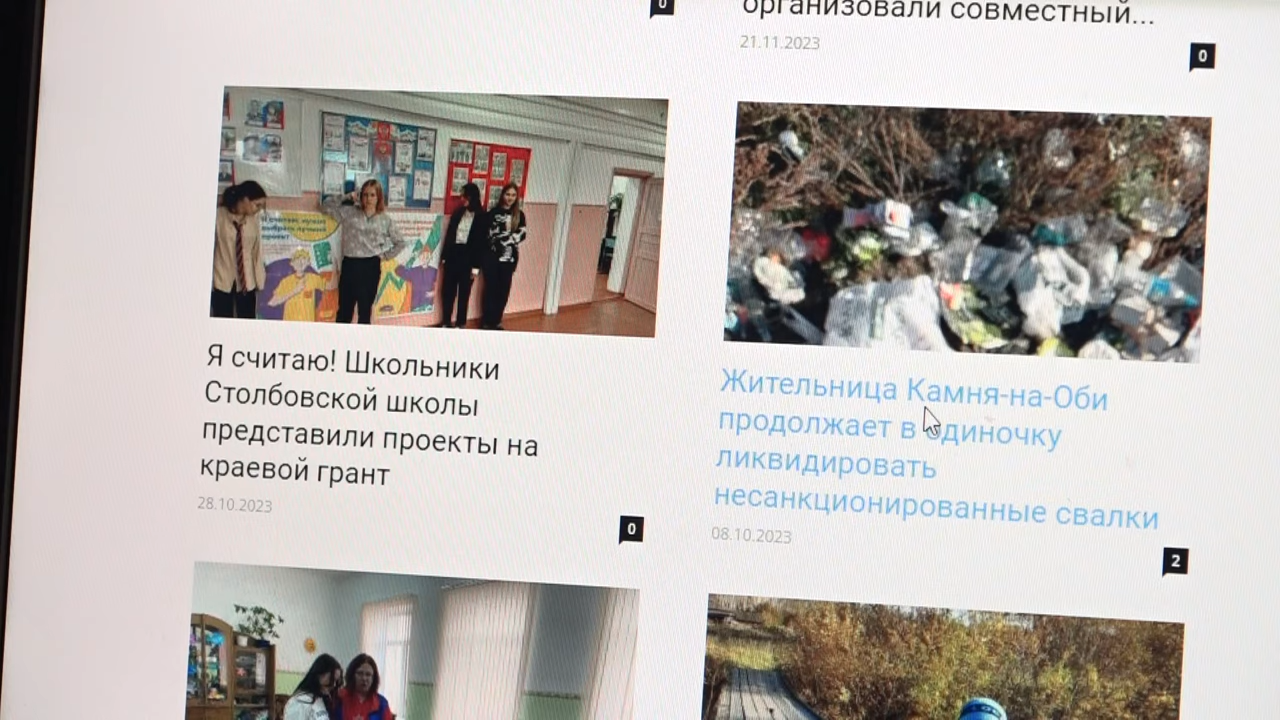 0
организовали совместный...
21.11.2023
0
Я считаю! Школьники
Столбовской школы
представили проекты на
краевой грант
28.10.2023
0
Жительница Камня-на-Оби
продолжает в одиночку
ликвидировать
несанкционированные свалки
08.10.2023
2